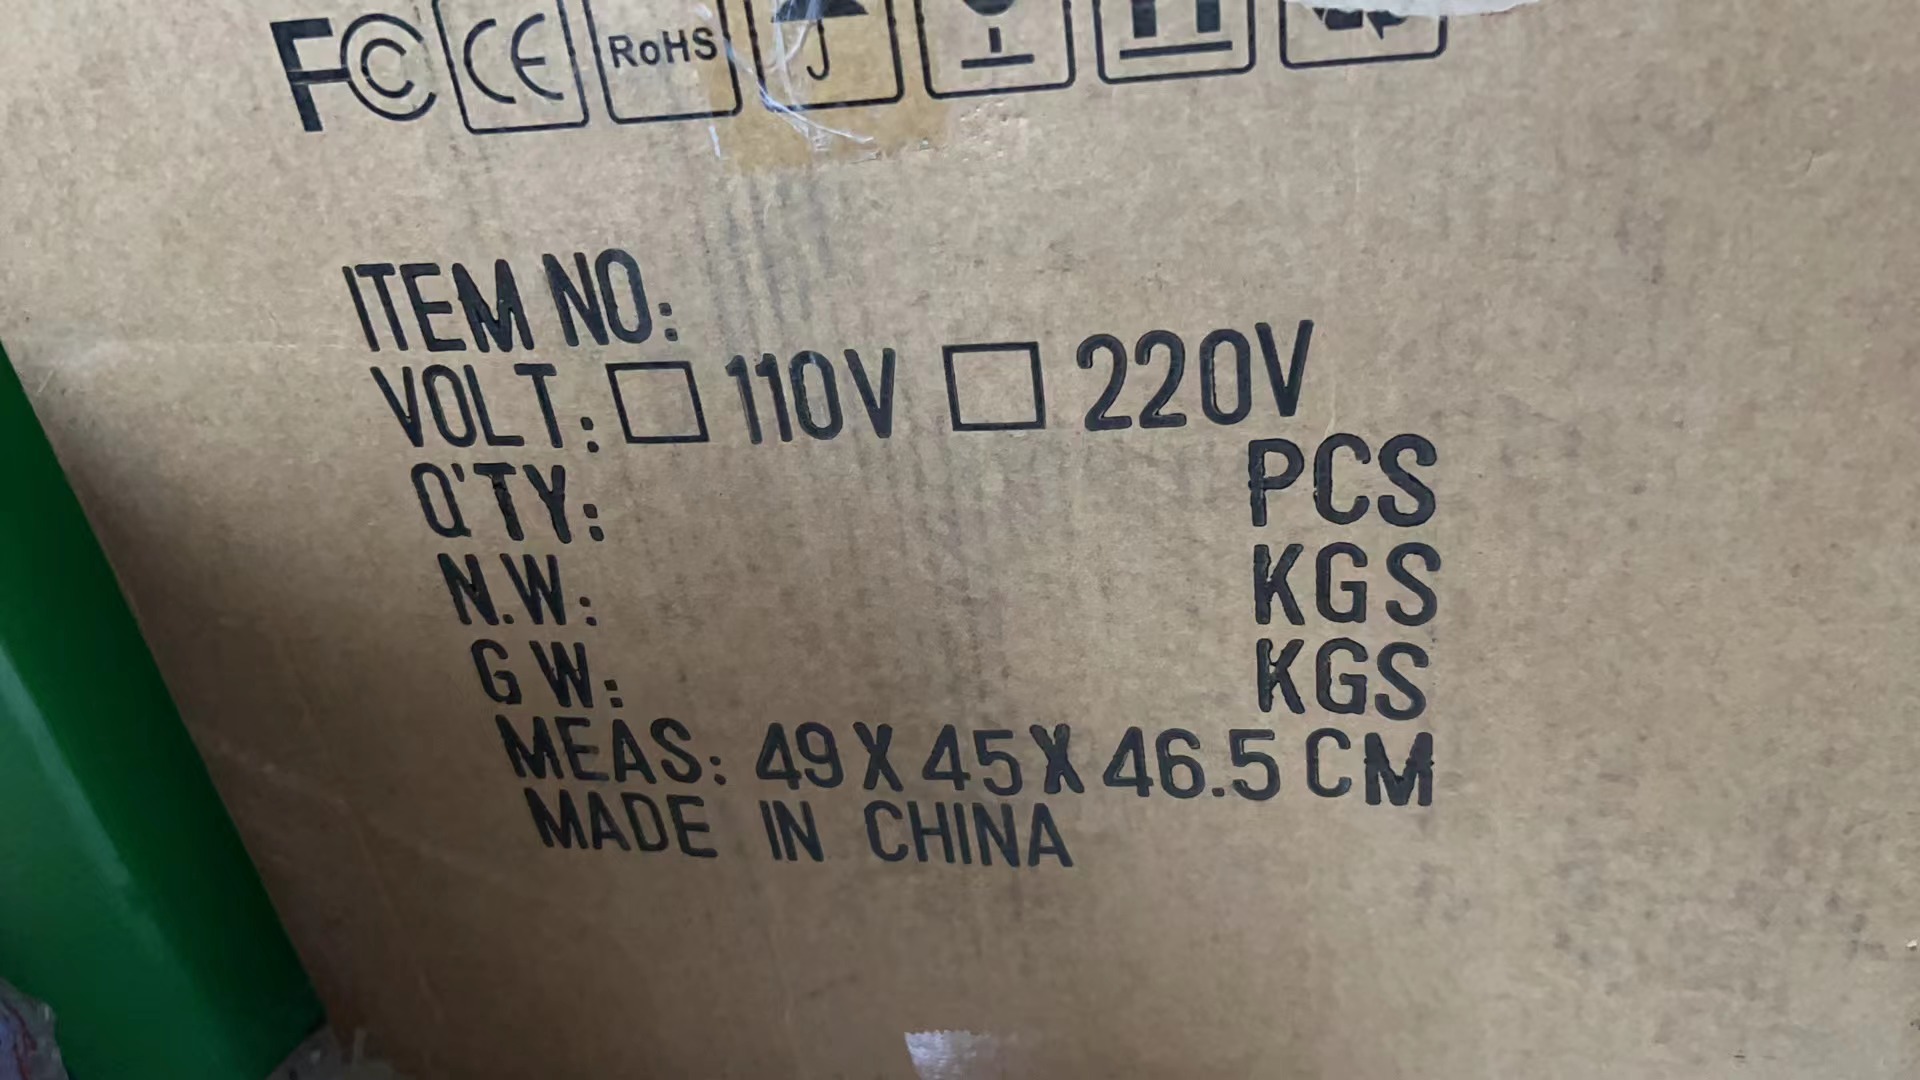 FC CE RoHS
ITEM NO:
VOLT: □ 110V □ 220V
Q'TY: PCS
N.W: KGS
G W: KGS
MEAS: 49 X 45 X 46.5 CM
MADE IN CHINA